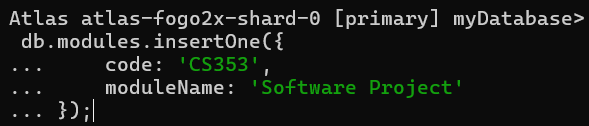 Atlas atlas-fogo2x-shard-0 [primary] myDatabase>
 db.modules.insertOne({
...     code: 'CS353',
...     moduleName: 'Software Project'
... });